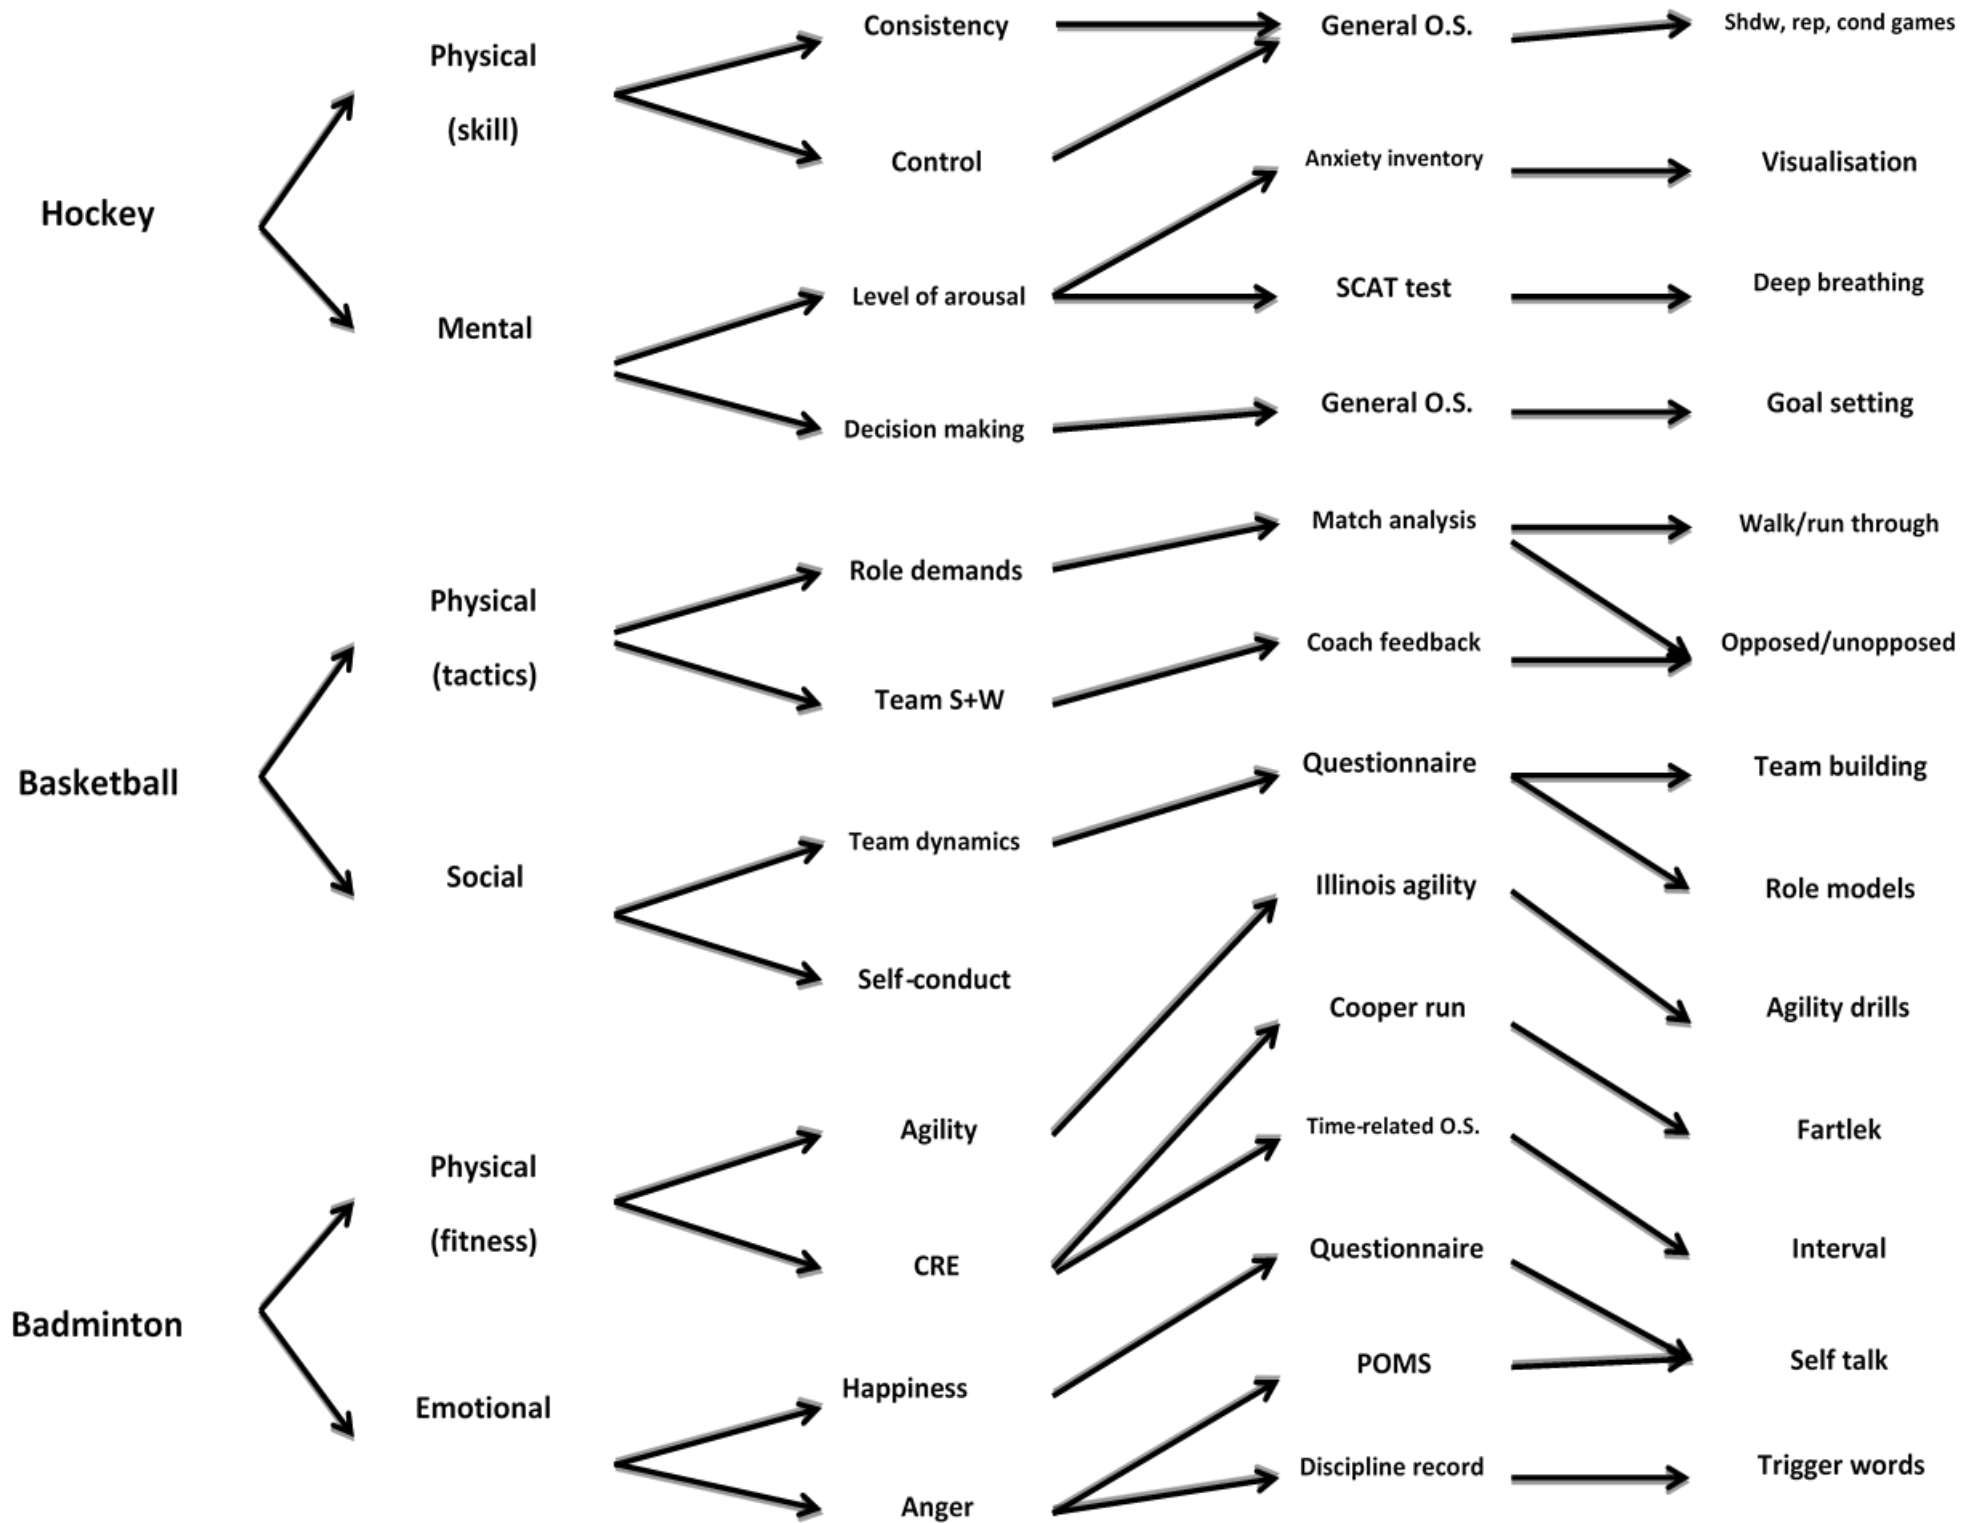 Hockey
Physical
(skill)
Mental
Consistency
Control
Level of arousal
Decision making
General O.S.
Anxiety inventory
SCAT test
General O.S.
Shdw, rep, cond games
Visualisation
Deep breathing
Goal setting
Basketball
Physical
(tactics)
Social
Role demands
Team S+W
Team dynamics
Self-conduct
Match analysis
Coach feedback
Questionnaire
Walk/run through
Opposed/unopposed
Team building
Role models
Badminton
Physical
(fitness)
Emotional
Agility
CRE
Happiness
Anger
Illinois agility
Cooper run
Time-related O.S.
Questionnaire
POMS
Discipline record
Agility drills
Fartlek
Interval
Self talk
Trigger words